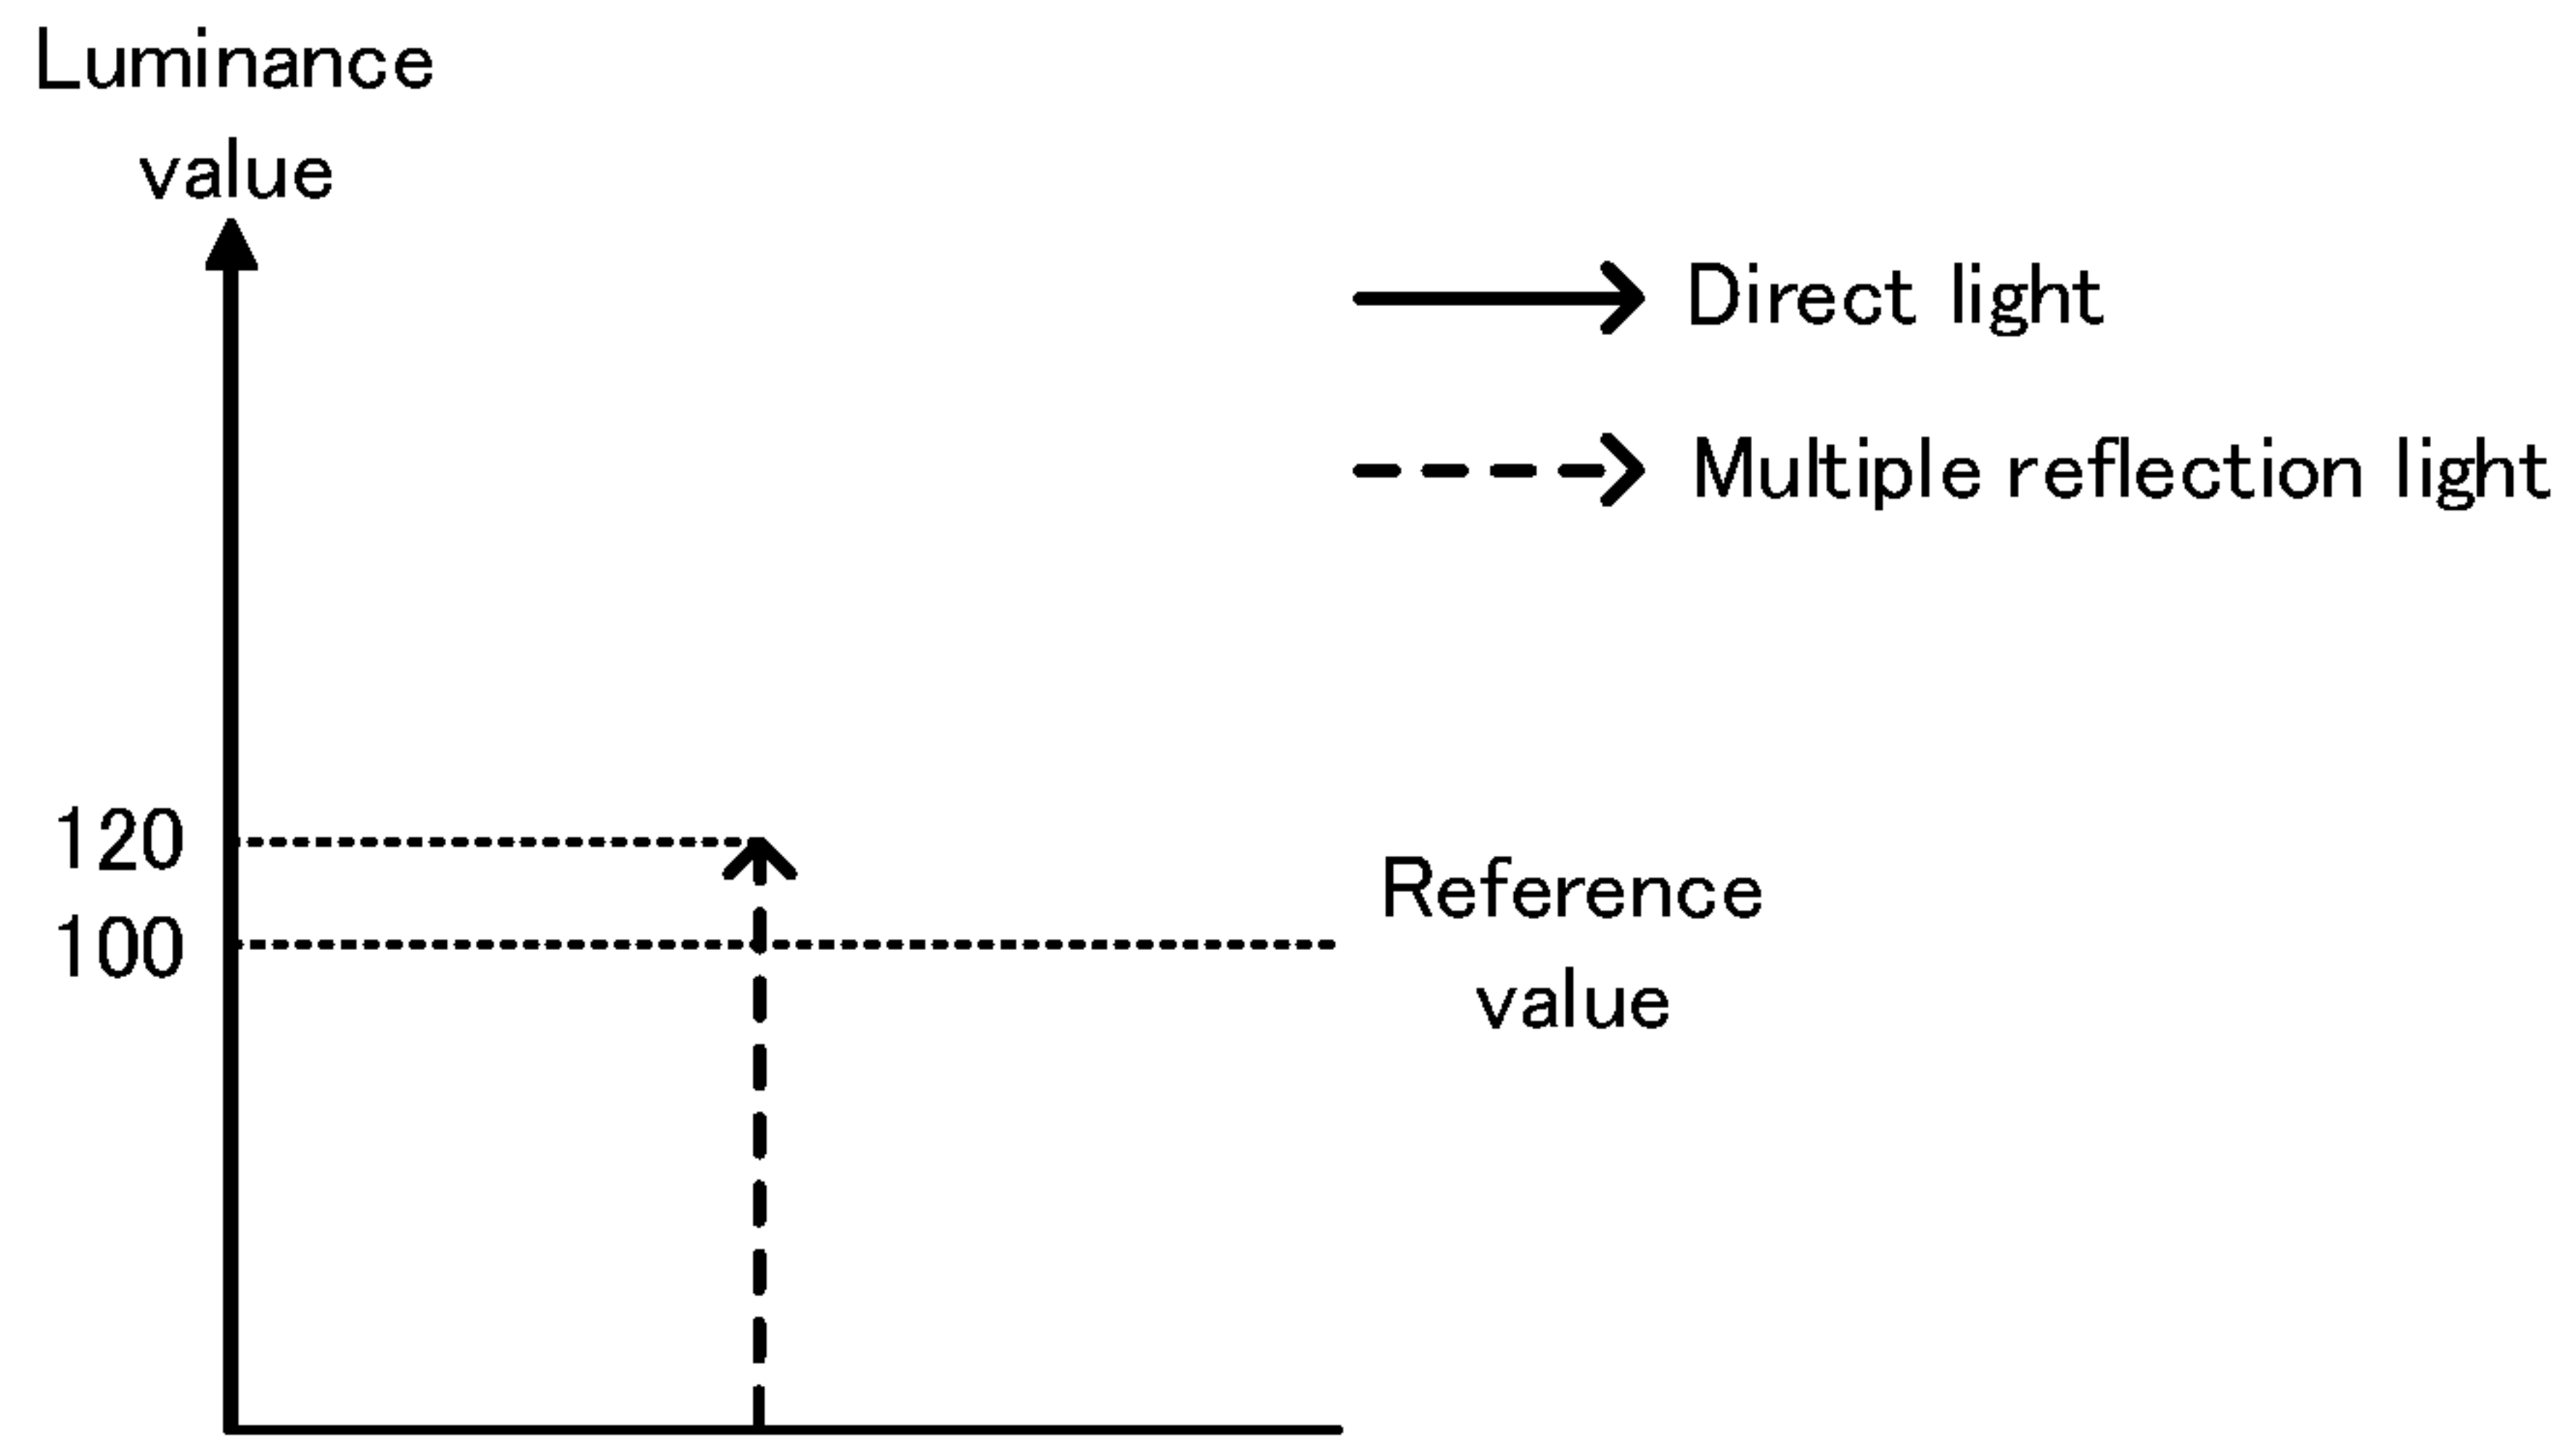 Luminance
value
Direct light
Multiple reflection light
120
100
Reference
value